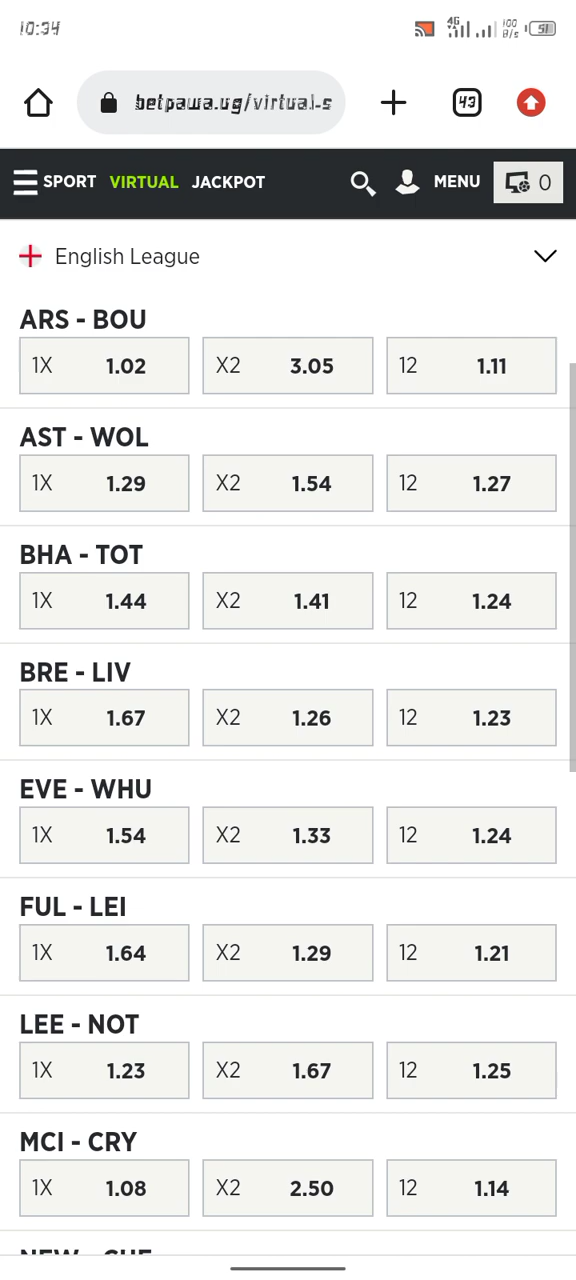 10:34
4G 100 B/s 51
betpawa.ug/virtual-s
43
SPORT VIRTUAL JACKPOT MENU 0
English League
ARS - BOU
1X 1.02 X2 3.05 12 1.11
AST - WOL
1X 1.29 X2 1.54 12 1.27
BHA - TOT
1X 1.44 X2 1.41 12 1.24
BRE - LIV
1X 1.67 X2 1.26 12 1.23
EVE - WHU
1X 1.54 X2 1.33 12 1.24
FUL - LEI
1X 1.64 X2 1.29 12 1.21
LEE - NOT
1X 1.23 X2 1.67 12 1.25
MCI - CRY
1X 1.08 X2 2.50 12 1.14